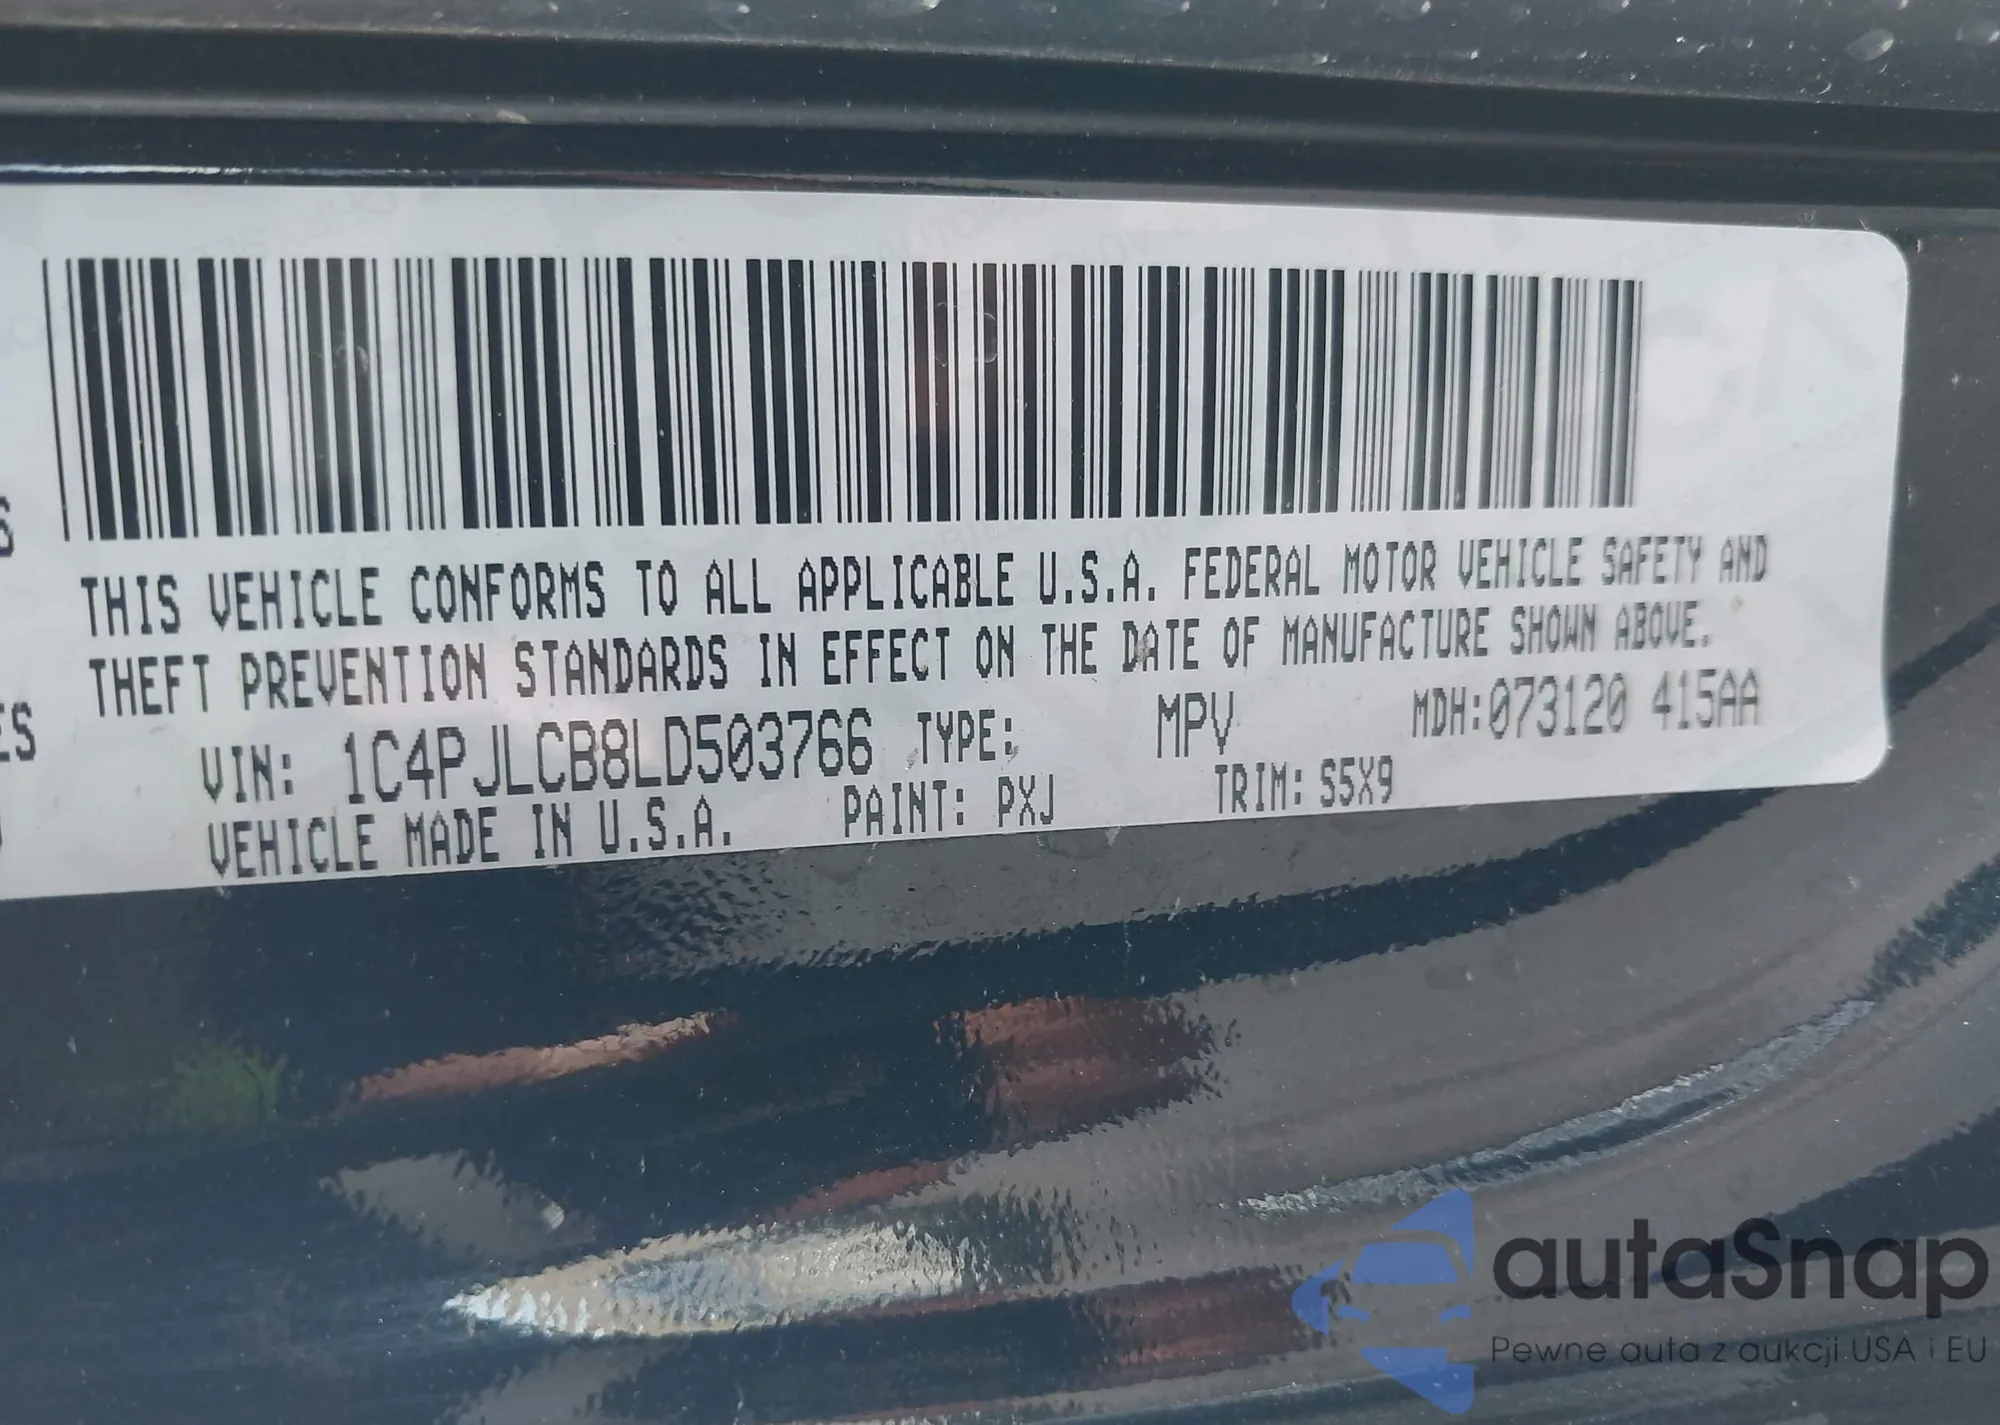 S
THIS VEHICLE CONFORMS TO ALL APPLICABLE U.S.A. FEDERAL MOTOR VEHICLE SAFETY AND
THEFT PREVENTION STANDARDS IN EFFECT ON THE DATE OF MANUFACTURE SHOWN ABOVE.
ES
VIN: 1C4PJLCB8LD503766 TYPE: MPV MDH:073120 415AA
VEHICLE MADE IN U.S.A. PAINT: PXJ TRIM: S5X9
autaSnap
Pewne auta z aukcji USA i EU